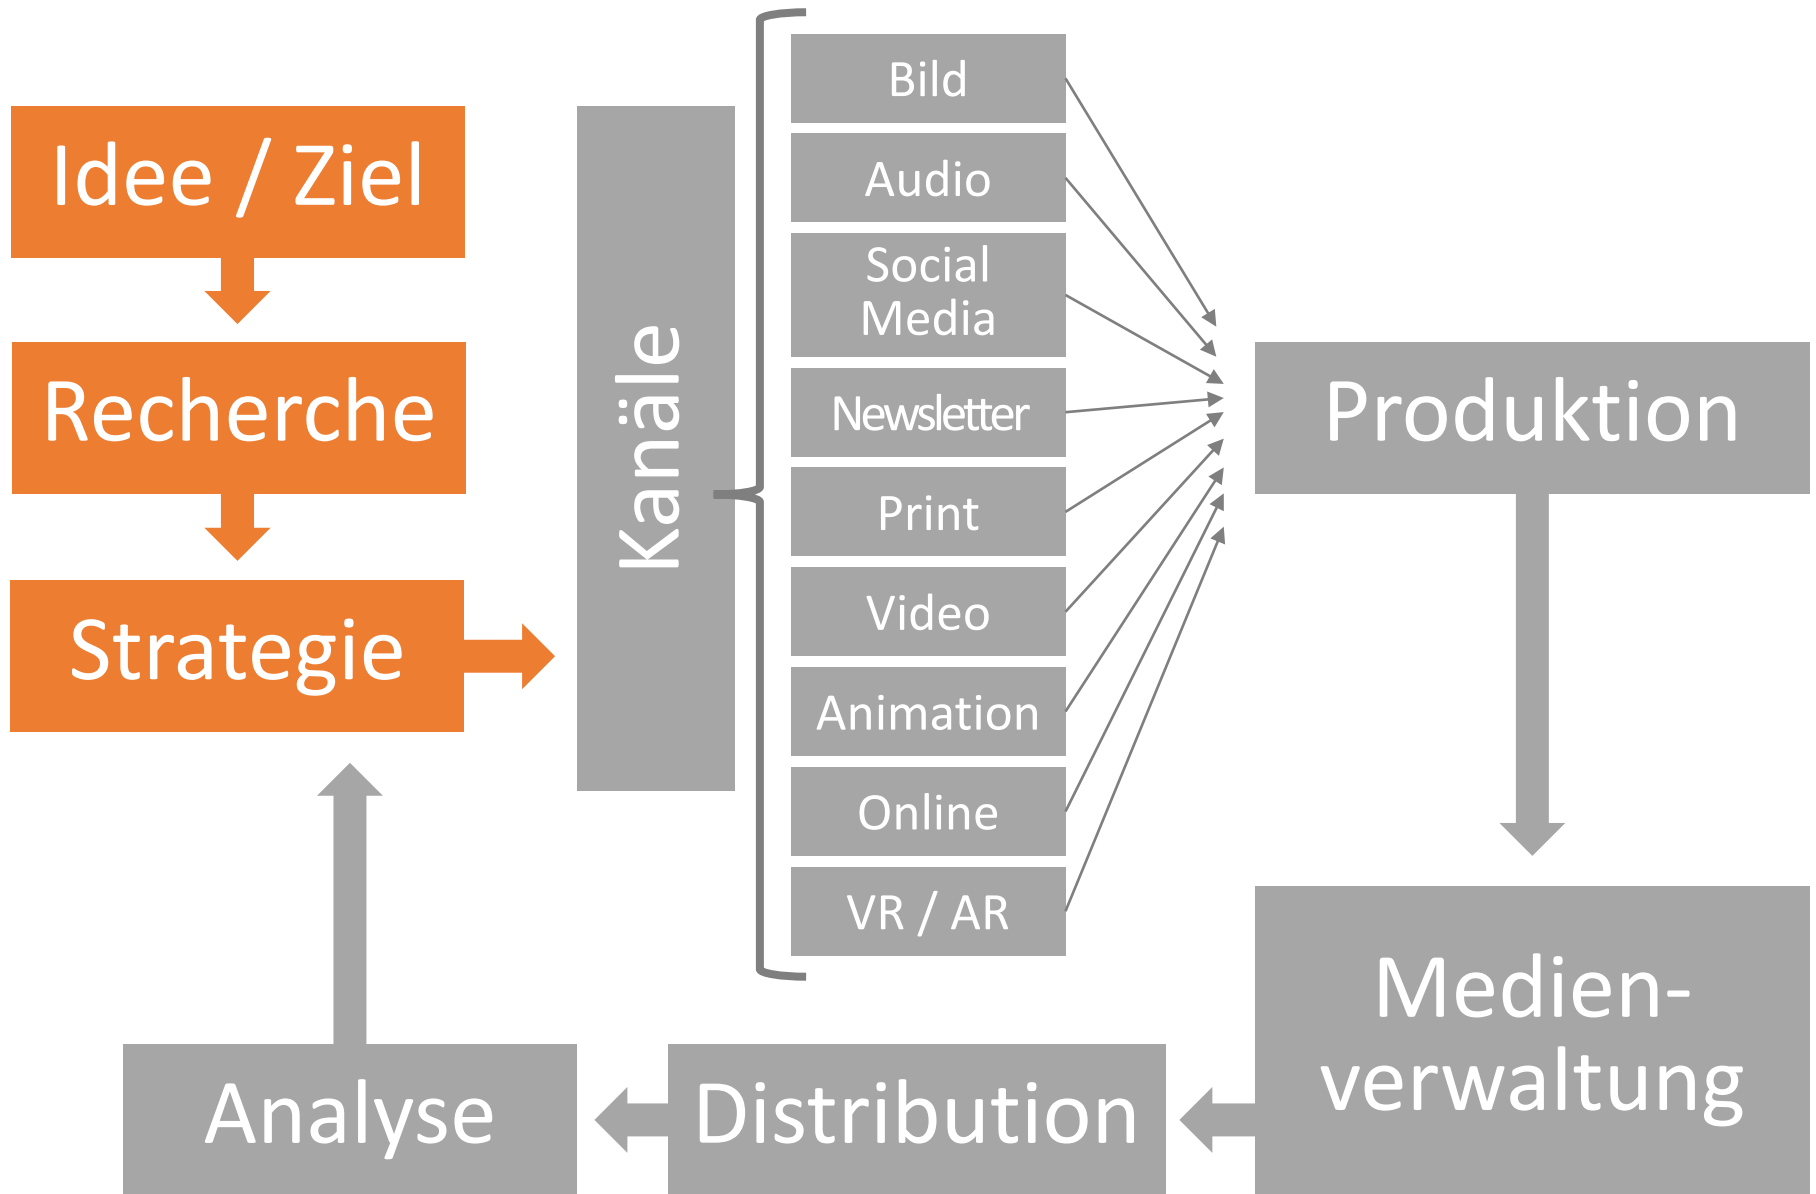 Idee / Ziel
Recherche
Strategie
Kanäle
Bild
Audio
Social
Media
Newsletter
Print
Video
Animation
Online
VR / AR
Produktion
Medien-
verwaltung
Distribution
Analyse